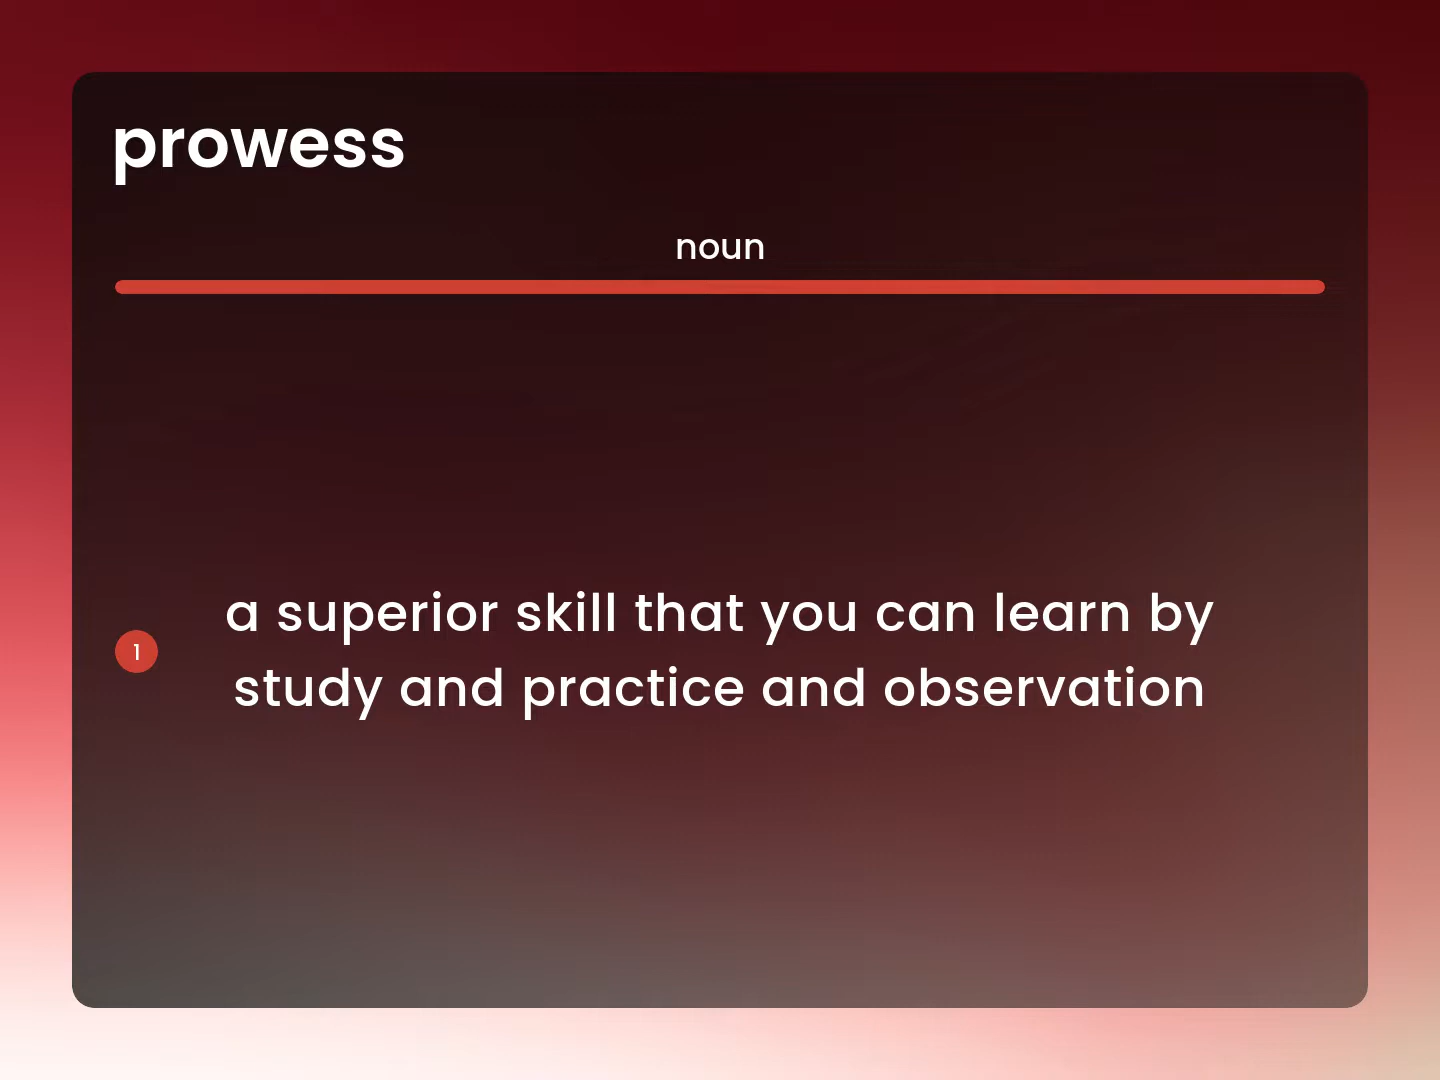 prowess
noun
1
a superior skill that you can learn by
study and practice and observation